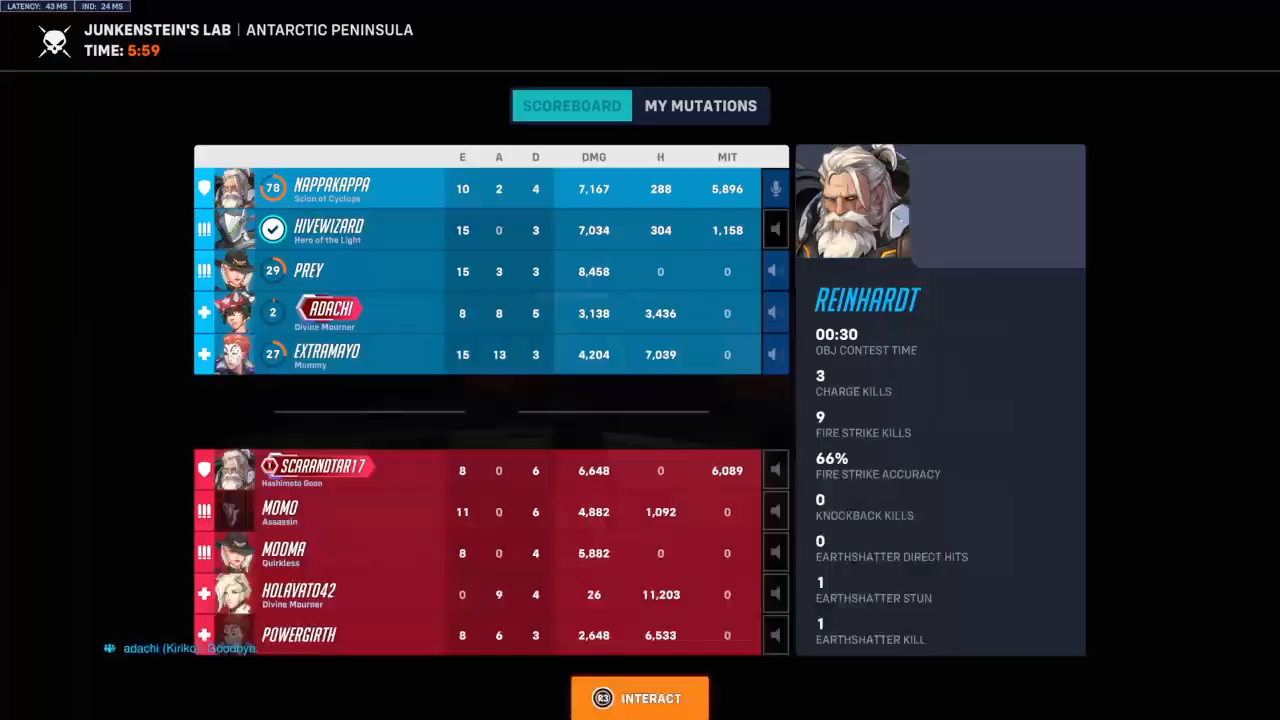 LATENCY: 43 MS IND: 24 MS
JUNKENSTEIN'S LAB | ANTARCTIC PENINSULA
TIME: 5:59
SCOREBOARD MY MUTATIONS
E A D DMG H MIT
78 NAPPAKAPPA 10 2 4 7,167 288 5,896
Scion of Cyclops
HIVEWIZARD 15 0 3 7,034 304 1,158
Hero of the Light
29 PREY 15 3 3 8,458 0 0
2 ADACHI 8 8 5 3,138 3,436 0
Divine Mourner
27 EXTRAMAYO 15 13 3 4,204 7,039 0
Mummy
SCARANOTAR17 8 0 6 6,648 0 6,089
Hashimoto Goon
MOMO 11 0 6 4,882 1,092 0
Assassin
MOOMA 8 0 4 5,882 0 0
Quirkless
HOLAVATO42 0 9 4 26 11,203 0
Divine Mourner
POWERGIRTH 8 6 3 2,648 6,533 0
adachi (Kiriko): Goodbye.
REINHARDT
00:30
OBJ CONTEST TIME
3
CHARGE KILLS
9
FIRE STRIKE KILLS
66%
FIRE STRIKE ACCURACY
0
KNOCKBACK KILLS
0
EARTHSHATTER DIRECT HITS
1
EARTHSHATTER STUN
1
EARTHSHATTER KILL
R3 INTERACT